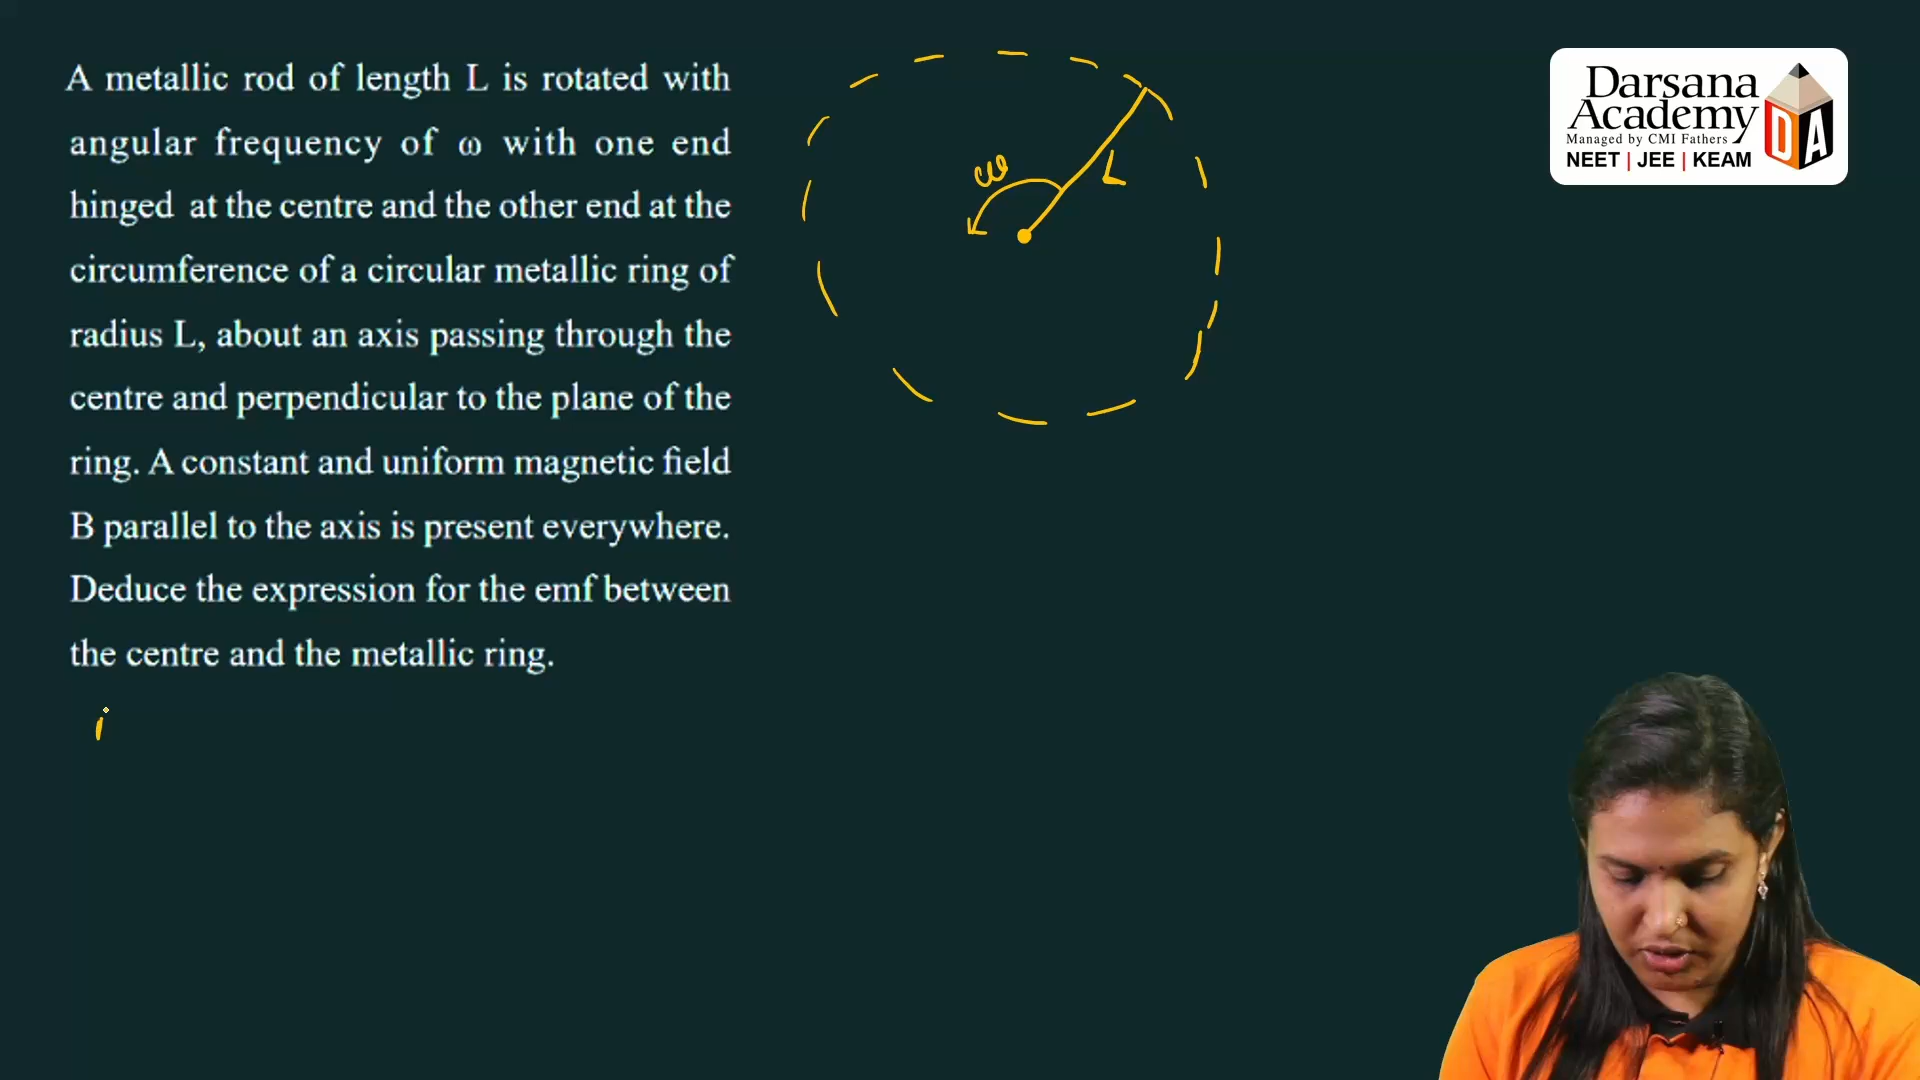 A metallic rod of length L is rotated with
angular frequency of ω with one end
hinged at the centre and the other end at the
circumference of a circular metallic ring of
radius L, about an axis passing through the
centre and perpendicular to the plane of the
ring. A constant and uniform magnetic field
B parallel to the axis is present everywhere.
Deduce the expression for the emf between
the centre and the metallic ring.
i
ω
L
Darsana
Academy
Managed by CMI Fathers
NEET | JEE | KEAM
DA